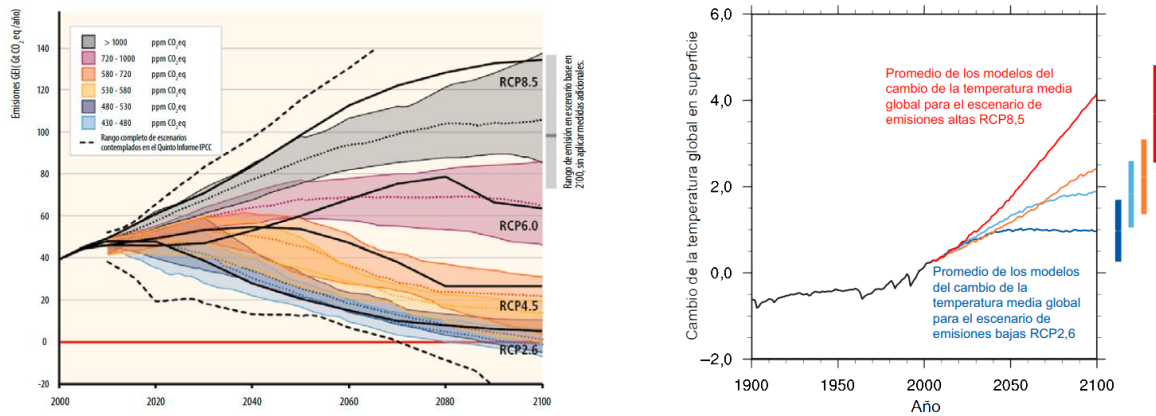 Emisiones GEI (Gt CO2 eq /año)
140
120
100
80
60
40
20
0
-20
2000
2020
2040
2060
2080
2100
> 1000 ppm CO2eq
720 - 1000 ppm CO2eq
580 - 720 ppm CO2eq
530 - 580 ppm CO2eq
480 - 530 ppm CO2eq
430 - 480 ppm CO2eq
Rango completo de escenarios
contemplados en el Quinto Informe IPCC
RCP8.5
RCP6.0
RCP4.5
RCP2.6
Rango de emisión en escenario base en
2100, sin aplicar medidas adicionales.
Cambio de la temperatura global en superficie
6,0
4,0
2,0
0,0
−2,0
1900
1950
2000
2050
2100
Año
Promedio de los modelos del
cambio de la temperatura media
global para el escenario de
emisiones altas RCP8,5
Promedio de los modelos
del cambio de la
temperatura media global
para el escenario de
emisiones bajas RCP2,6